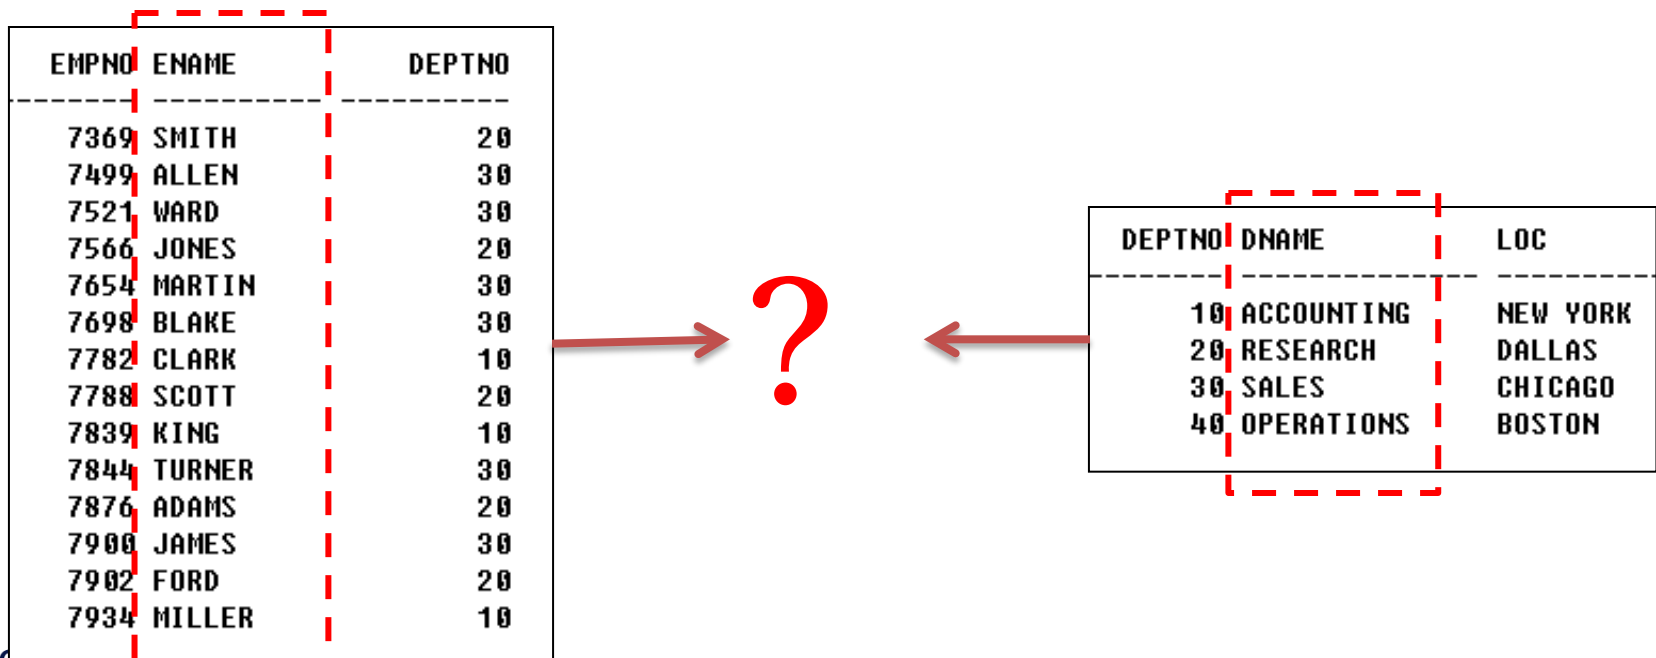 EMPNO ENAME DEPTNO
---------- ---------- ----------
7369 SMITH 20
7499 ALLEN 30
7521 WARD 30
7566 JONES 20
7654 MARTIN 30
7698 BLAKE 30
7782 CLARK 10
7788 SCOTT 20
7839 KING 10
7844 TURNER 30
7876 ADAMS 20
7900 JAMES 30
7902 FORD 20
7934 MILLER 10
?
DEPTNO DNAME LOC
---------- -------------- ----------
10 ACCOUNTING NEW YORK
20 RESEARCH DALLAS
30 SALES CHICAGO
40 OPERATIONS BOSTON